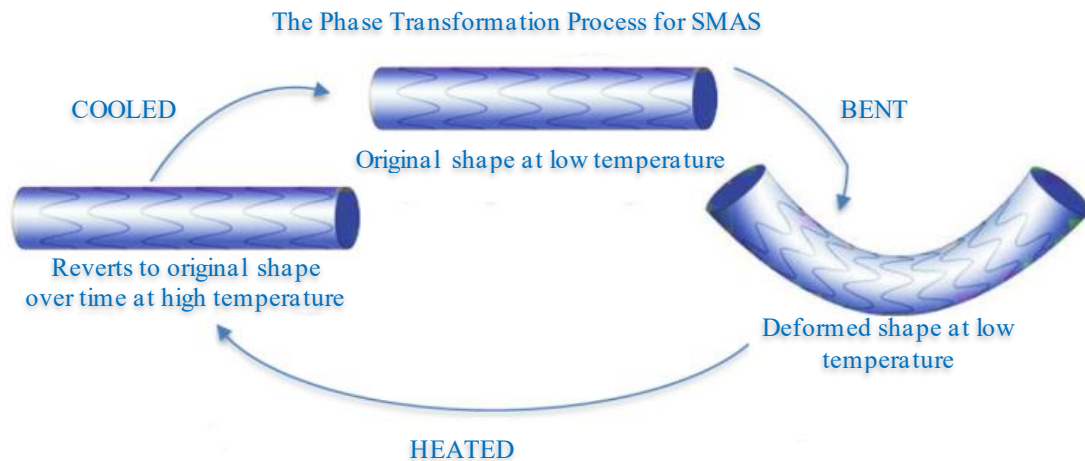 The Phase Transformation Process for SMAS
COOLED
BENT
Original shape at low temperature
Reverts to original shape
over time at high temperature
Deformed shape at low
temperature
HEATED